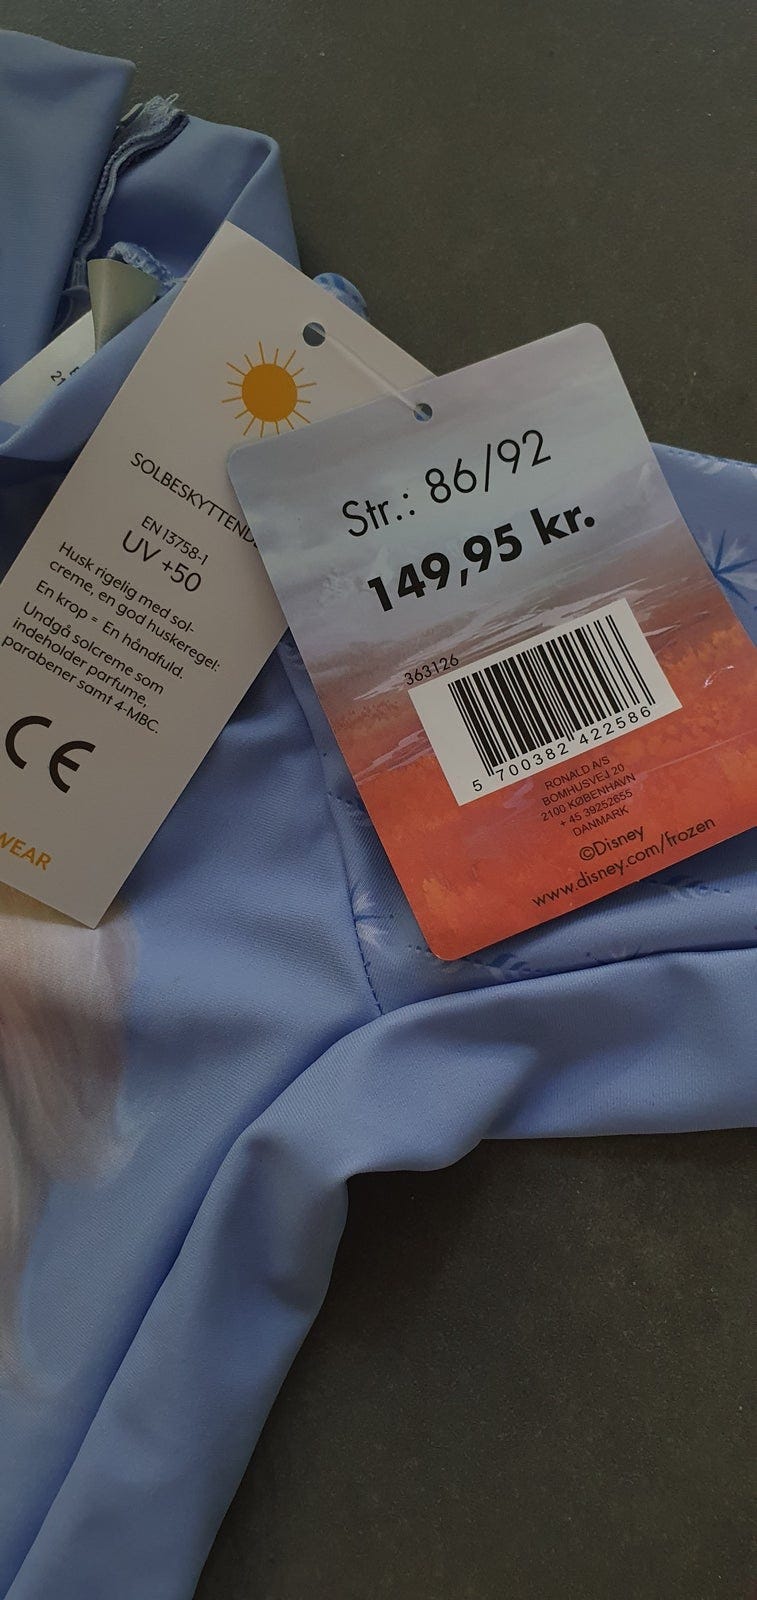 SOLBESKYTTENDE
EN 13758-1
UV +50
Husk rigelig med sol-
creme, en god huskeregel:
En krop = En håndfuld.
Undgå solcreme som
indeholder parfume,
parabener samt 4-MBC.
CE
WEAR
Str.: 86/92
149,95 kr.
363126
5 700382 422586
RONALD A/S
BOMHUSVEJ 20
2100 KØBENHAVN
+ 45 39252655
DANMARK
©Disney
www.disney.com/frozen